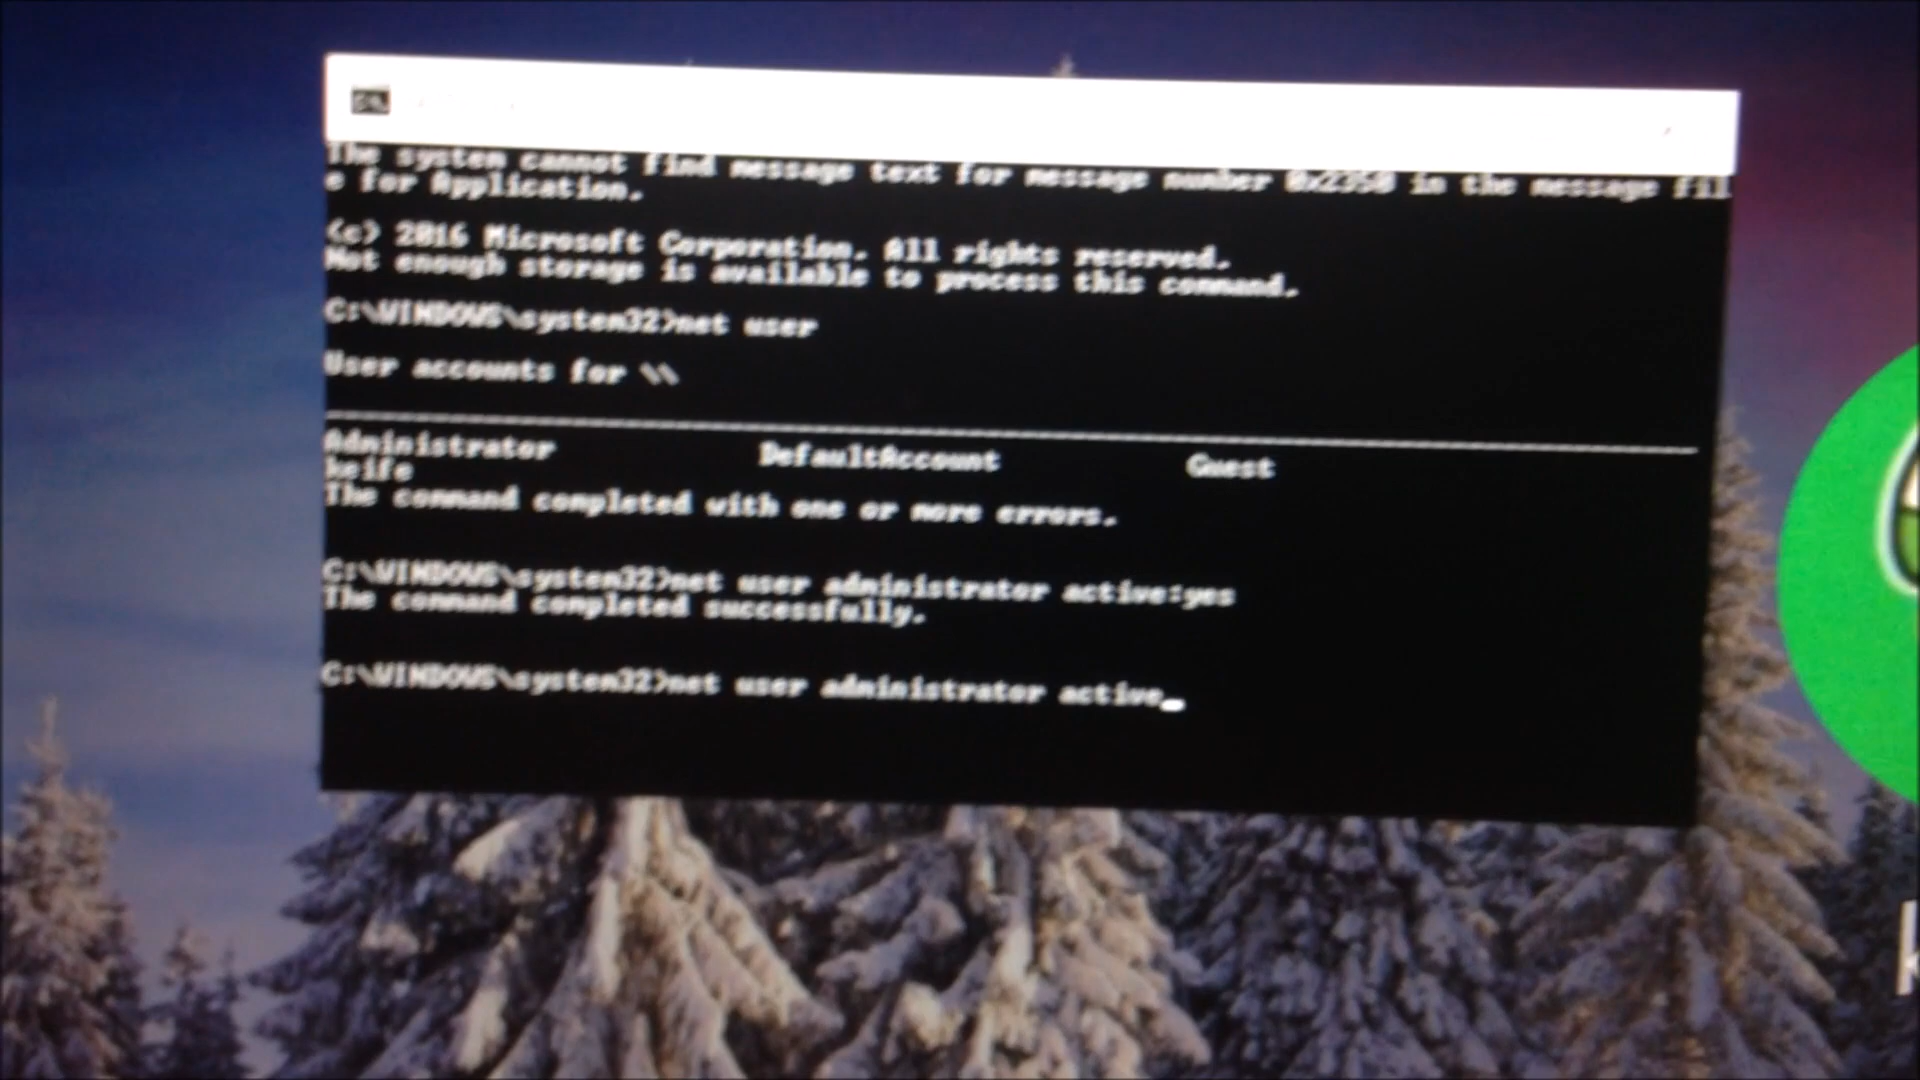 The system cannot find message text for message number 0x2350 in the message fil
e for Application.
(c) 2016 Microsoft Corporation. All rights reserved.
Not enough storage is available to process this command.
C:\WINDOWS\system32>net user
User accounts for \\
Administrator DefaultAccount Guest
keife
The command completed with one or more errors.
C:\WINDOWS\system32>net user administrator active:yes
The command completed successfully.
C:\WINDOWS\system32>net user administrator active_